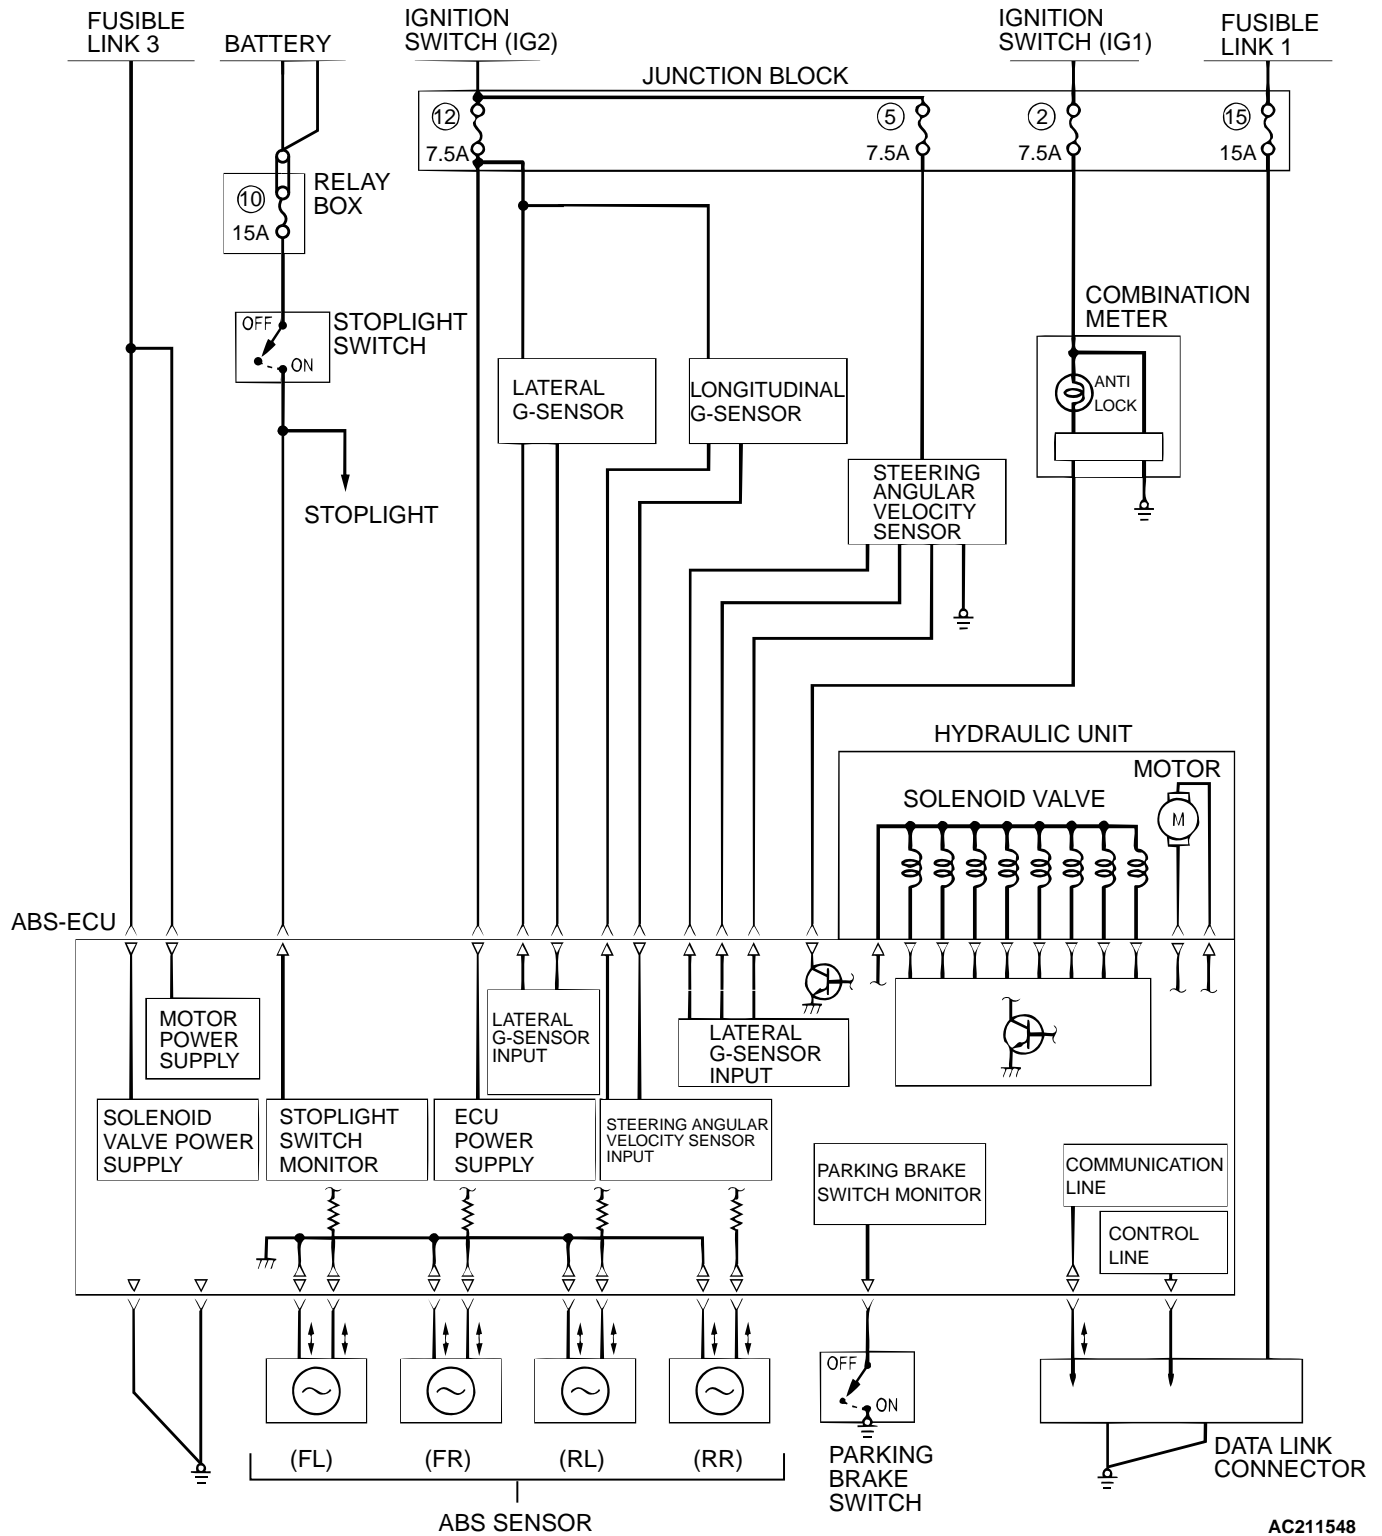 FUSIBLE
LINK 3
BATTERY
IGNITION
SWITCH (IG2)
IGNITION
SWITCH (IG1)
FUSIBLE
LINK 1
JUNCTION BLOCK
12
7.5A
5
7.5A
2
7.5A
15
15A
10
15A
RELAY
BOX
OFF
ON
STOPLIGHT
SWITCH
STOPLIGHT
LATERAL
G-SENSOR
LONGITUDINAL
G-SENSOR
COMBINATION
METER
ANTI
LOCK
STEERING
ANGULAR
VELOCITY
SENSOR
HYDRAULIC UNIT
MOTOR
SOLENOID VALVE
M
ABS-ECU
MOTOR
POWER
SUPPLY
LATERAL
G-SENSOR
INPUT
LATERAL
G-SENSOR
INPUT
SOLENOID
VALVE POWER
SUPPLY
STOPLIGHT
SWITCH
MONITOR
ECU
POWER
SUPPLY
STEERING ANGULAR
VELOCITY SENSOR
INPUT
PARKING BRAKE
SWITCH MONITOR
COMMUNICATION
LINE
CONTROL
LINE
OFF
ON
(FL)
(FR)
(RL)
(RR)
ABS SENSOR
PARKING
BRAKE
SWITCH
DATA LINK
CONNECTOR
AC211548